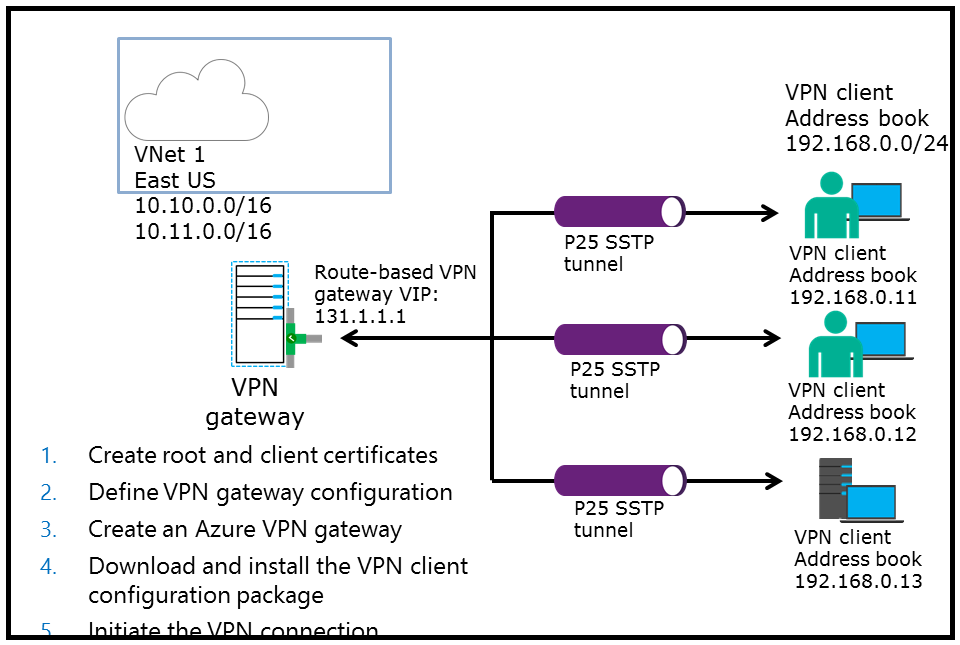 VNet 1
East US
10.10.0.0/16
10.11.0.0/16
Route-based VPN
gateway VIP:
131.1.1.1
VPN
gateway
P25 SSTP
tunnel
P25 SSTP
tunnel
P25 SSTP
tunnel
VPN client
Address book
192.168.0.0/24
VPN client
Address book
192.168.0.11
VPN client
Address book
192.168.0.12
VPN client
Address book
192.168.0.13
1. Create root and client certificates
2. Define VPN gateway configuration
3. Create an Azure VPN gateway
4. Download and install the VPN client
configuration package
5. Initiate the VPN connection